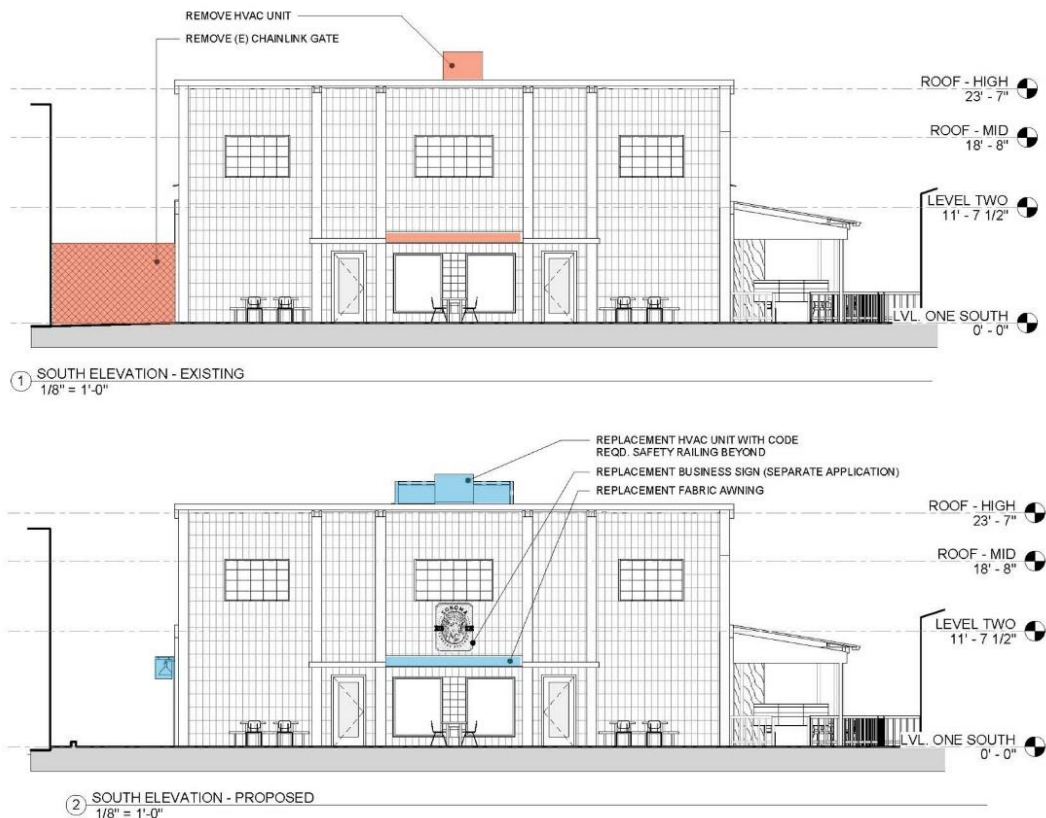 REMOVE HVAC UNIT
REMOVE (E) CHAINLINK GATE
ROOF - HIGH
23' - 7"
ROOF - MID
18' - 8"
LEVEL TWO
11' - 7 1/2"
LVL. ONE SOUTH
0' - 0"
1 SOUTH ELEVATION - EXISTING
1/8" = 1'-0"
REPLACEMENT HVAC UNIT WITH CODE
REQD. SAFETY RAILING BEYOND
REPLACEMENT BUSINESS SIGN (SEPARATE APPLICATION)
REPLACEMENT FABRIC AWNING
ROOF - HIGH
23' - 7"
ROOF - MID
18' - 8"
SONOMA
LEVEL TWO
11' - 7 1/2"
LVL. ONE SOUTH
0' - 0"
2 SOUTH ELEVATION - PROPOSED
1/8" = 1'-0"